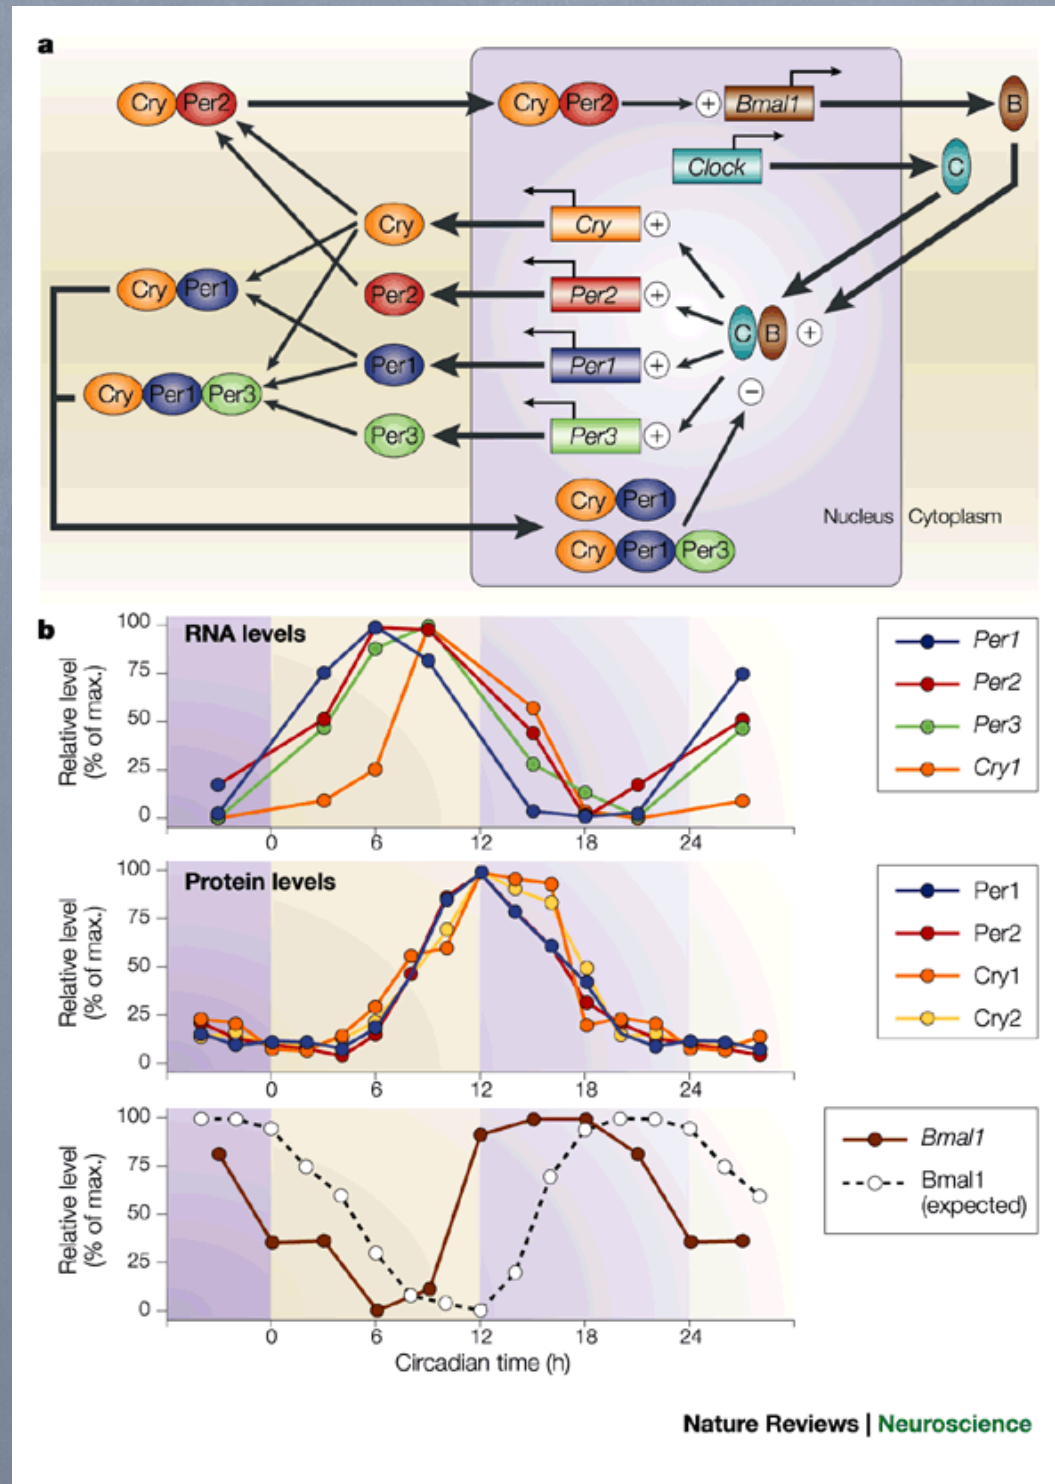 a
Cry Per2
Cry Per2
+
Bmal1
B
Clock
C
Cry
Cry
+
Cry Per1
Per2
Per2
+
C B +
Per1
Per1
+
−
Cry Per1 Per3
Per3
Per3
+
Cry Per1
Nucleus
Cytoplasm
Cry Per1 Per3
b
RNA levels
Relative level
(% of max.)
100
75
50
25
0
0 6 12 18 24
Per1
Per2
Per3
Cry1
Protein levels
Relative level
(% of max.)
100
75
50
25
0
0 6 12 18 24
Per1
Per2
Cry1
Cry2
Relative level
(% of max.)
100
75
50
25
0
0 6 12 18 24
Circadian time (h)
Bmal1
Bmal1
(expected)
Nature Reviews | Neuroscience